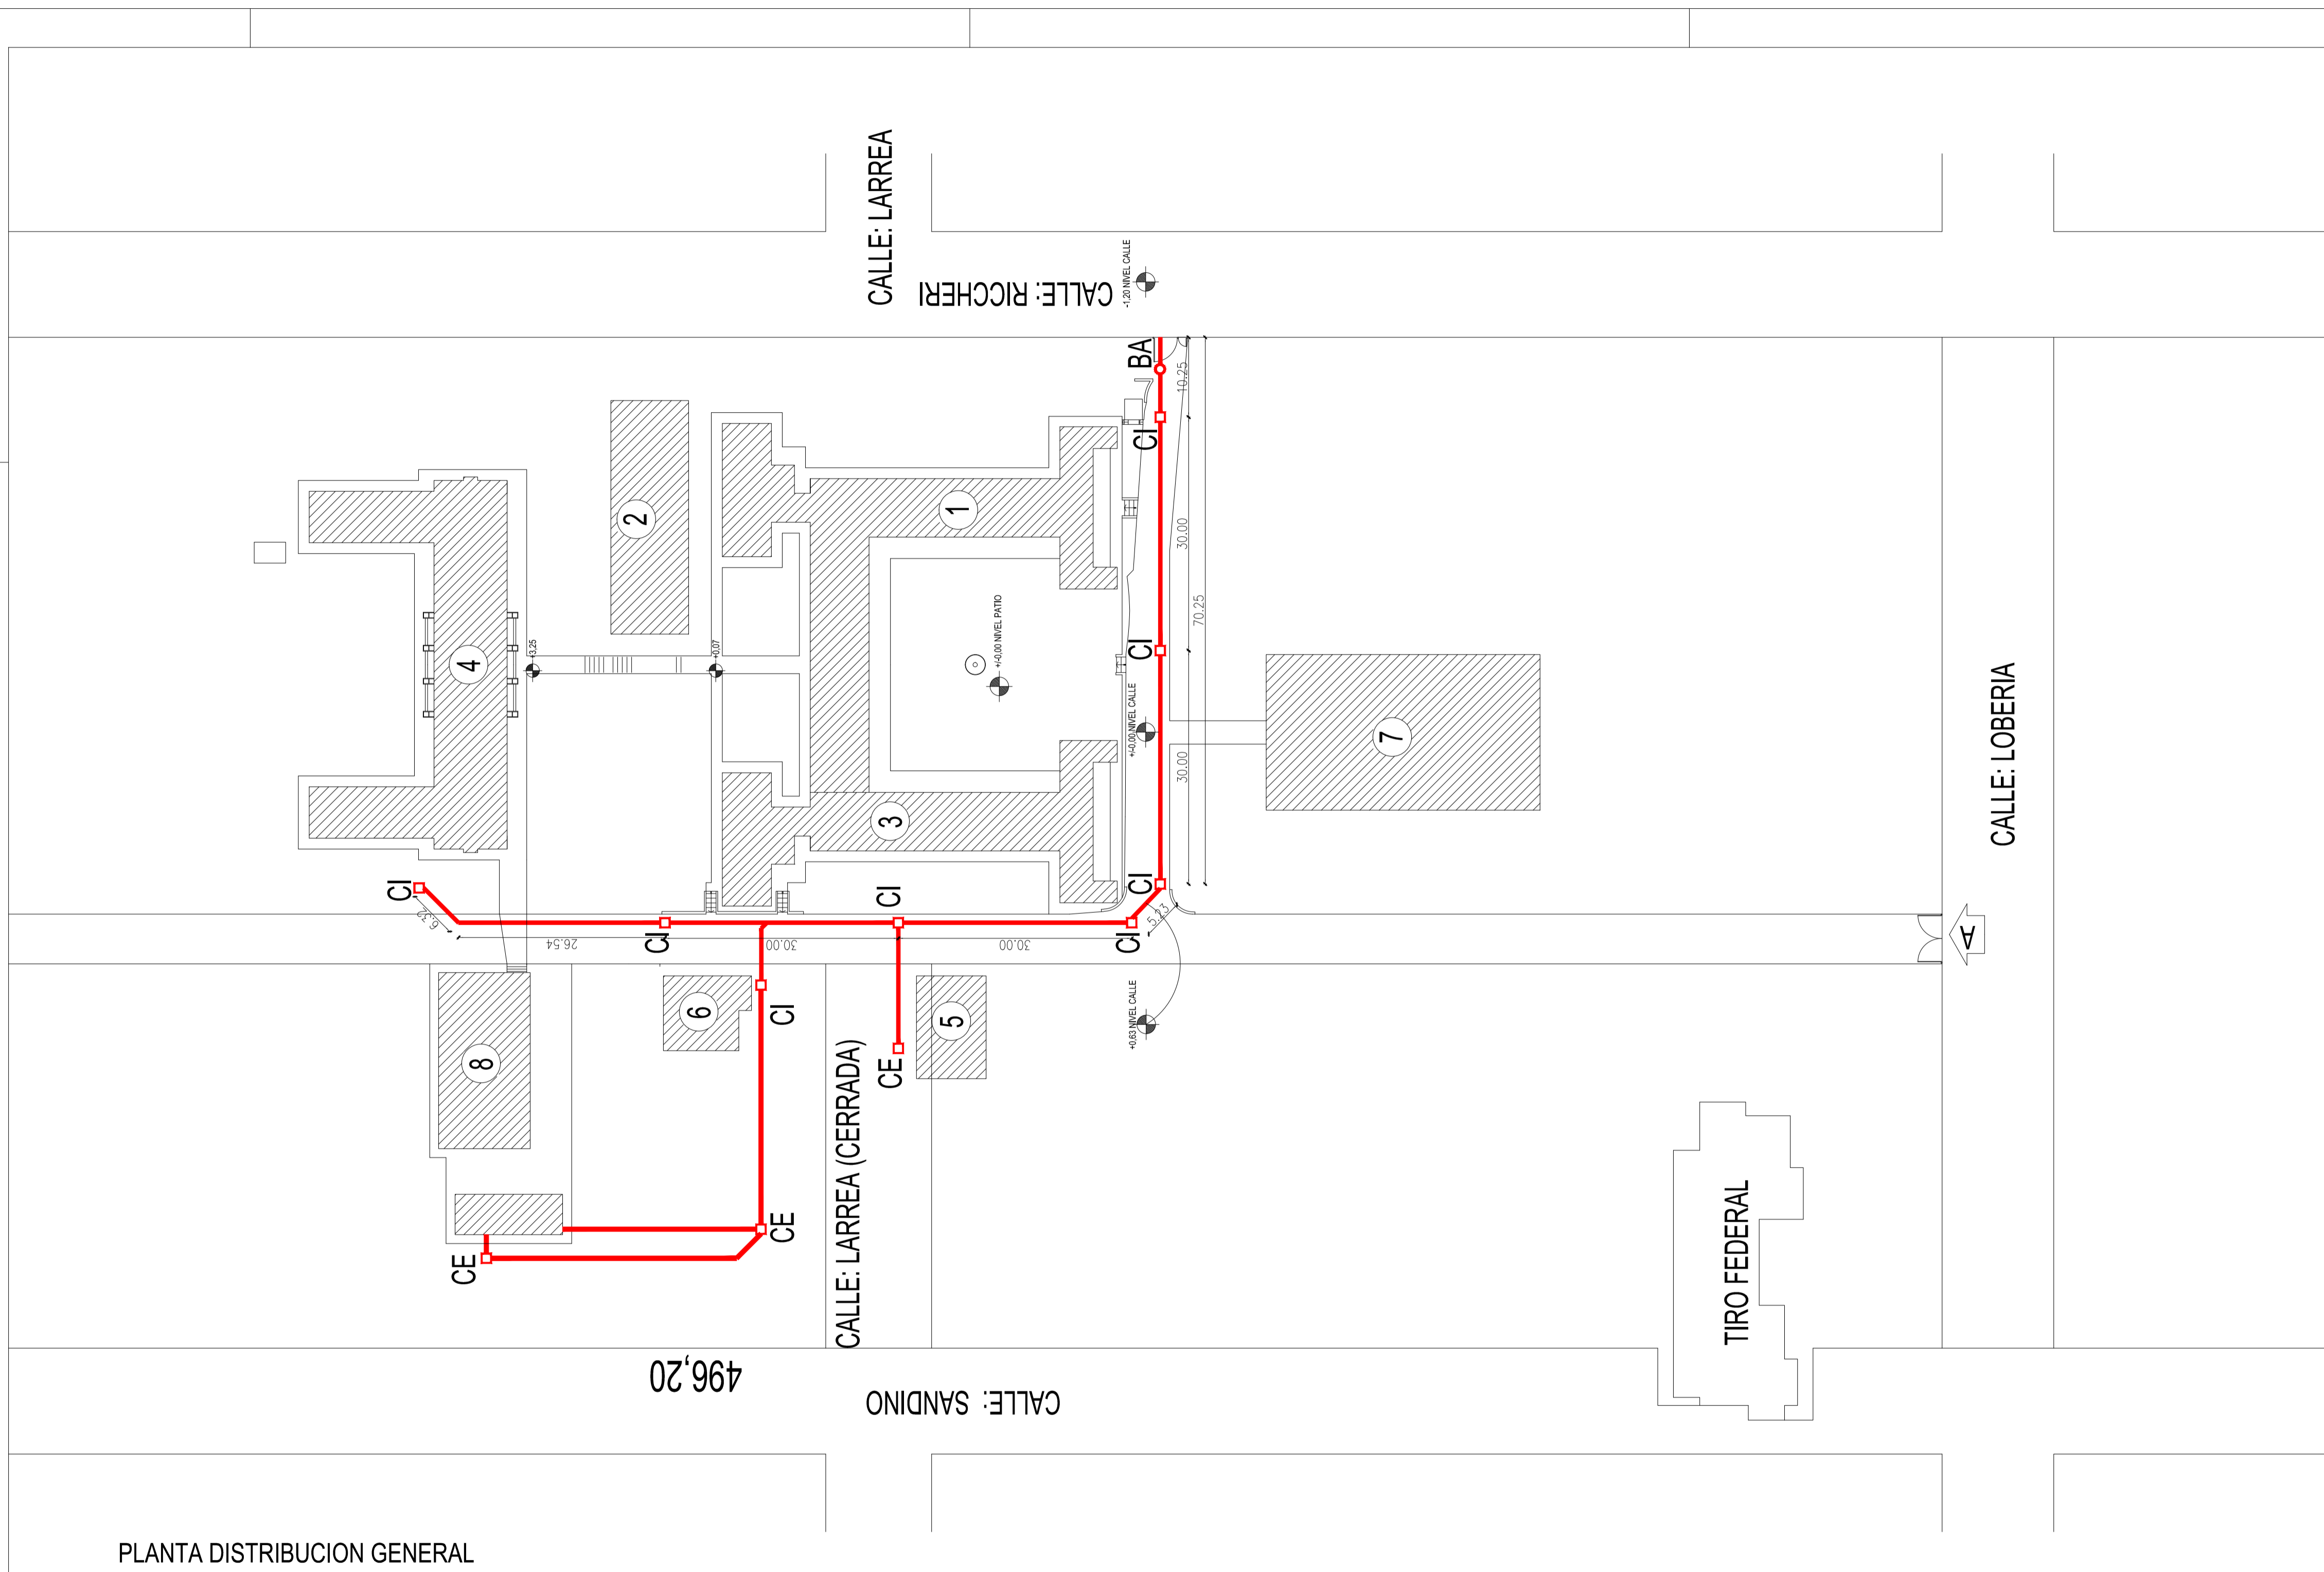 CALLE: LARREA
CALLE: RICCHERI
-1,20 NIVEL CALLE
BA
10.25
CI
2
1
30.00
+/-0,00 NIVEL PATIO
70.25
4
+3,25
+0,07
CI
+/-0,00 NIVEL CALLE
7
30.00
CALLE: LOBERIA
3
CI
CI
CI
6.32
26.54
CI
30.00
30.00
CI
5.23
A
6
CI
5
+0,63 NIVEL CALLE
8
CE
CALLE: LARREA (CERRADA)
CE
CE
TIRO FEDERAL
496,20
CALLE: SANDINO
PLANTA DISTRIBUCION GENERAL